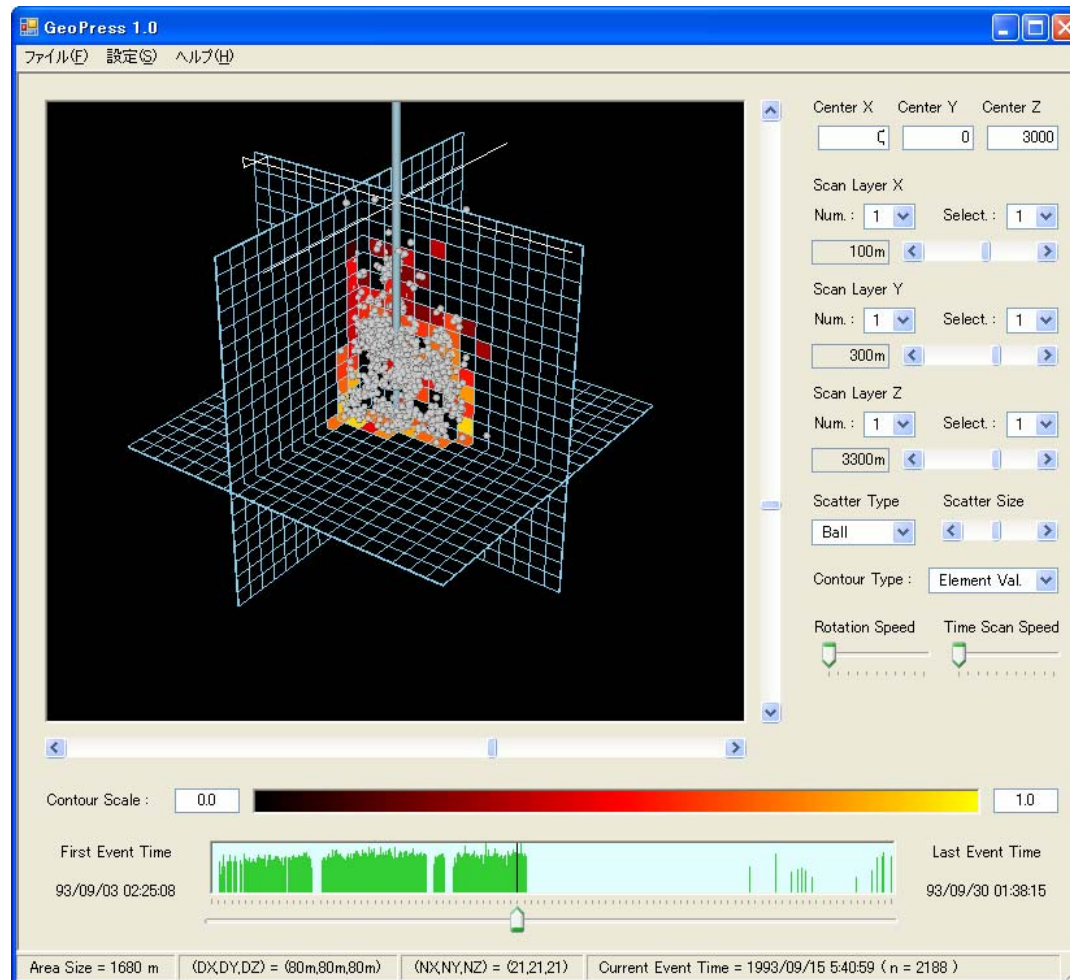 GeoPress 1.0
ファイル(F) 設定(S) ヘルプ(H)
Center X Center Y Center Z
0 3000
Scan Layer X
Num. : 1 Select. : 1
100m
Scan Layer Y
Num. : 1 Select. : 1
300m
Scan Layer Z
Num. : 1 Select. : 1
3300m
Scatter Type Scatter Size
Ball
Contour Type : Element Val.
Rotation Speed Time Scan Speed
Contour Scale : 0.0 1.0
First Event Time Last Event Time
93/09/03 02:25:08 93/09/30 01:38:15
Area Size = 1680 m (DX,DY,DZ) = (80m,80m,80m) (NX,NY,NZ) = (21,21,21) Current Event Time = 1993/09/15 5:40:59 ( n = 2188 )